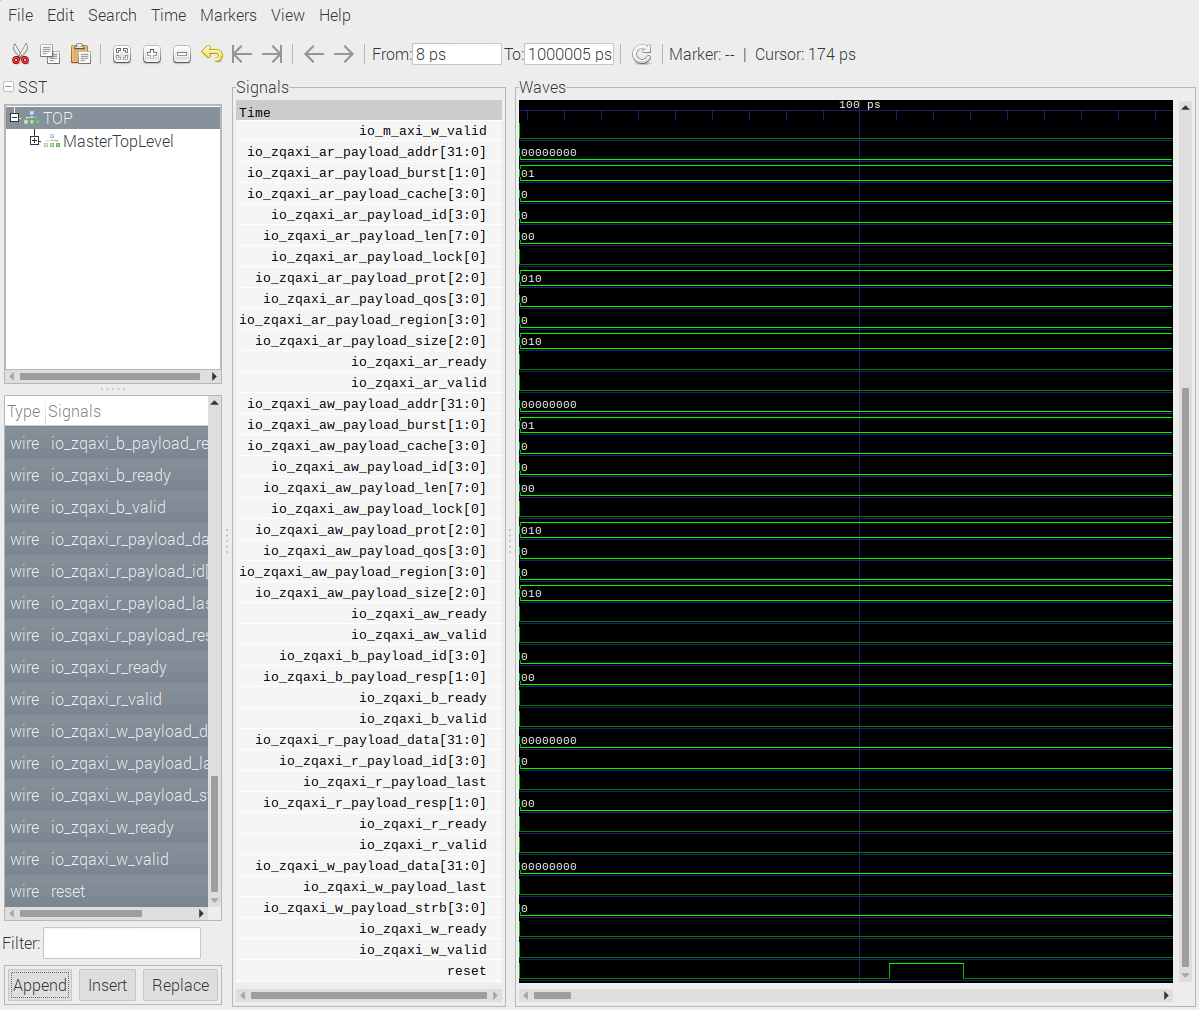 File Edit Search Time Markers View Help
From: 8 ps To: 1000005 ps Marker: -- | Cursor: 174 ps
SST
TOP
MasterTopLevel
Type Signals
wire io_zqaxi_b_payload_re
wire io_zqaxi_b_ready
wire io_zqaxi_b_valid
wire io_zqaxi_r_payload_da
wire io_zqaxi_r_payload_id[
wire io_zqaxi_r_payload_las
wire io_zqaxi_r_payload_res
wire io_zqaxi_r_ready
wire io_zqaxi_r_valid
wire io_zqaxi_w_payload_d
wire io_zqaxi_w_payload_la
wire io_zqaxi_w_payload_st
wire io_zqaxi_w_ready
wire io_zqaxi_w_valid
wire reset
Filter:
Append Insert Replace
Signals
Time
io_m_axi_w_valid
io_zqaxi_ar_payload_addr[31:0]
io_zqaxi_ar_payload_burst[1:0]
io_zqaxi_ar_payload_cache[3:0]
io_zqaxi_ar_payload_id[3:0]
io_zqaxi_ar_payload_len[7:0]
io_zqaxi_ar_payload_lock[0]
io_zqaxi_ar_payload_prot[2:0]
io_zqaxi_ar_payload_qos[3:0]
io_zqaxi_ar_payload_region[3:0]
io_zqaxi_ar_payload_size[2:0]
io_zqaxi_ar_ready
io_zqaxi_ar_valid
io_zqaxi_aw_payload_addr[31:0]
io_zqaxi_aw_payload_burst[1:0]
io_zqaxi_aw_payload_cache[3:0]
io_zqaxi_aw_payload_id[3:0]
io_zqaxi_aw_payload_len[7:0]
io_zqaxi_aw_payload_lock[0]
io_zqaxi_aw_payload_prot[2:0]
io_zqaxi_aw_payload_qos[3:0]
io_zqaxi_aw_payload_region[3:0]
io_zqaxi_aw_payload_size[2:0]
io_zqaxi_aw_ready
io_zqaxi_aw_valid
io_zqaxi_b_payload_id[3:0]
io_zqaxi_b_payload_resp[1:0]
io_zqaxi_b_ready
io_zqaxi_b_valid
io_zqaxi_r_payload_data[31:0]
io_zqaxi_r_payload_id[3:0]
io_zqaxi_r_payload_last
io_zqaxi_r_payload_resp[1:0]
io_zqaxi_r_ready
io_zqaxi_r_valid
io_zqaxi_w_payload_data[31:0]
io_zqaxi_w_payload_last
io_zqaxi_w_payload_strb[3:0]
io_zqaxi_w_ready
io_zqaxi_w_valid
reset
Waves
100 ps
00000000
01
0
0
00
010
0
0
010
00000000
01
0
0
00
010
0
0
010
0
00
00000000
0
00
00000000
0